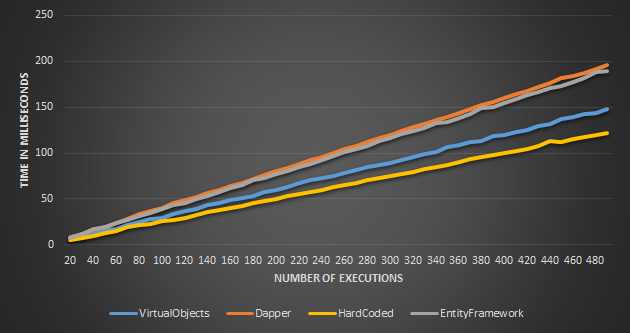 250
200
150
100
50
0
TIME IN MILLISECONDS
20 40 60 80 100 120 140 160 180 200 220 240 260 280 300 320 340 360 380 400 420 440 460 480
NUMBER OF EXECUTIONS
VirtualObjects Dapper HardCoded EntityFramework